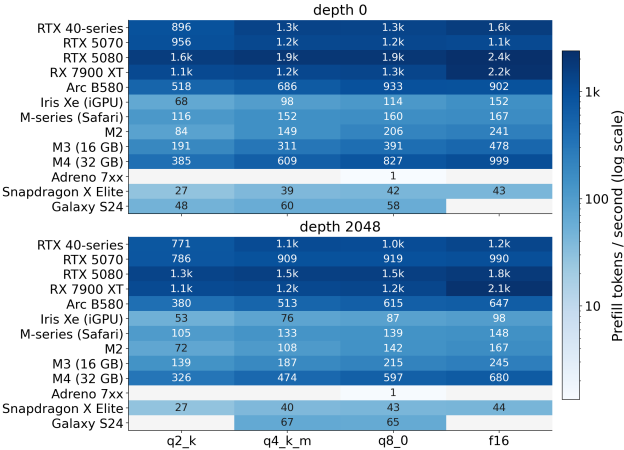 depth 0
RTX 40-series 896 1.3k 1.3k 1.6k
RTX 5070 956 1.2k 1.2k 1.1k
RTX 5080 1.6k 1.9k 1.9k 2.4k
RX 7900 XT 1.1k 1.2k 1.3k 2.2k
Arc B580 518 686 933 902
Iris Xe (iGPU) 68 98 114 152
M-series (Safari) 116 152 160 167
M2 84 149 206 241
M3 (16 GB) 191 311 391 478
M4 (32 GB) 385 609 827 999
Adreno 7xx 1
Snapdragon X Elite 27 39 42 43
Galaxy S24 48 60 58
depth 2048
RTX 40-series 771 1.1k 1.0k 1.2k
RTX 5070 786 909 919 990
RTX 5080 1.3k 1.5k 1.5k 1.8k
RX 7900 XT 1.1k 1.2k 1.2k 2.1k
Arc B580 380 513 615 647
Iris Xe (iGPU) 53 76 87 98
M-series (Safari) 105 133 139 148
M2 72 108 142 167
M3 (16 GB) 139 187 215 245
M4 (32 GB) 326 474 597 680
Adreno 7xx 1
Snapdragon X Elite 27 40 43 44
Galaxy S24 67 65
q2_k q4_k_m q8_0 f16
1k
100
10
Prefill tokens / second (log scale)